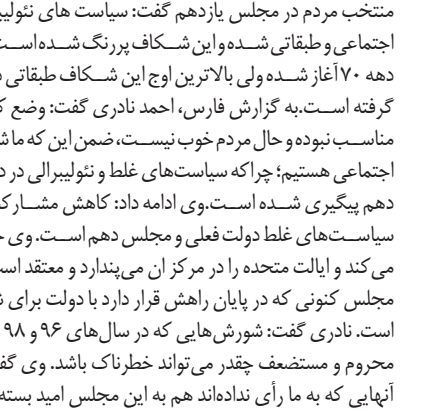 منتخب مردم در مجلس یازدهم گفت: سیاست های نئولیبر
اجتماعی و طبقاتی شده و این شکاف پررنگ شده است
دهه ۷۰ آغاز شده ولی بالاترین اوج این شکاف طبقاتی
گرفته است.به گزارش فارس، احمد نادری گفت: وضع
مناسب نبوده و حال مردم خوب نیست، ضمن این که ما
اجتماعی هستیم؛ چراکه سیاست‌های غلط و نئولیبرالی در
دهم پیگیری شده است.وی ادامه داد: کاهش مشارک
سیاست‌های غلط دولت فعلی و مجلس دهم است. وی
می کند و ایالت متحده را در مرکز ان می‌پندارد و معتقد است
مجلس کنونی که در پایان راهش قرار دارد با دولت برای
است. نادری گفت: شورش‌هایی که در سال‌های ۹۶ و ۹۸
محروم و مستضعف چقدر می‌تواند خطرناک باشد. وی گفت
آنهایی که به ما رأی نداده‌اند هم به این مجلس امید بسته